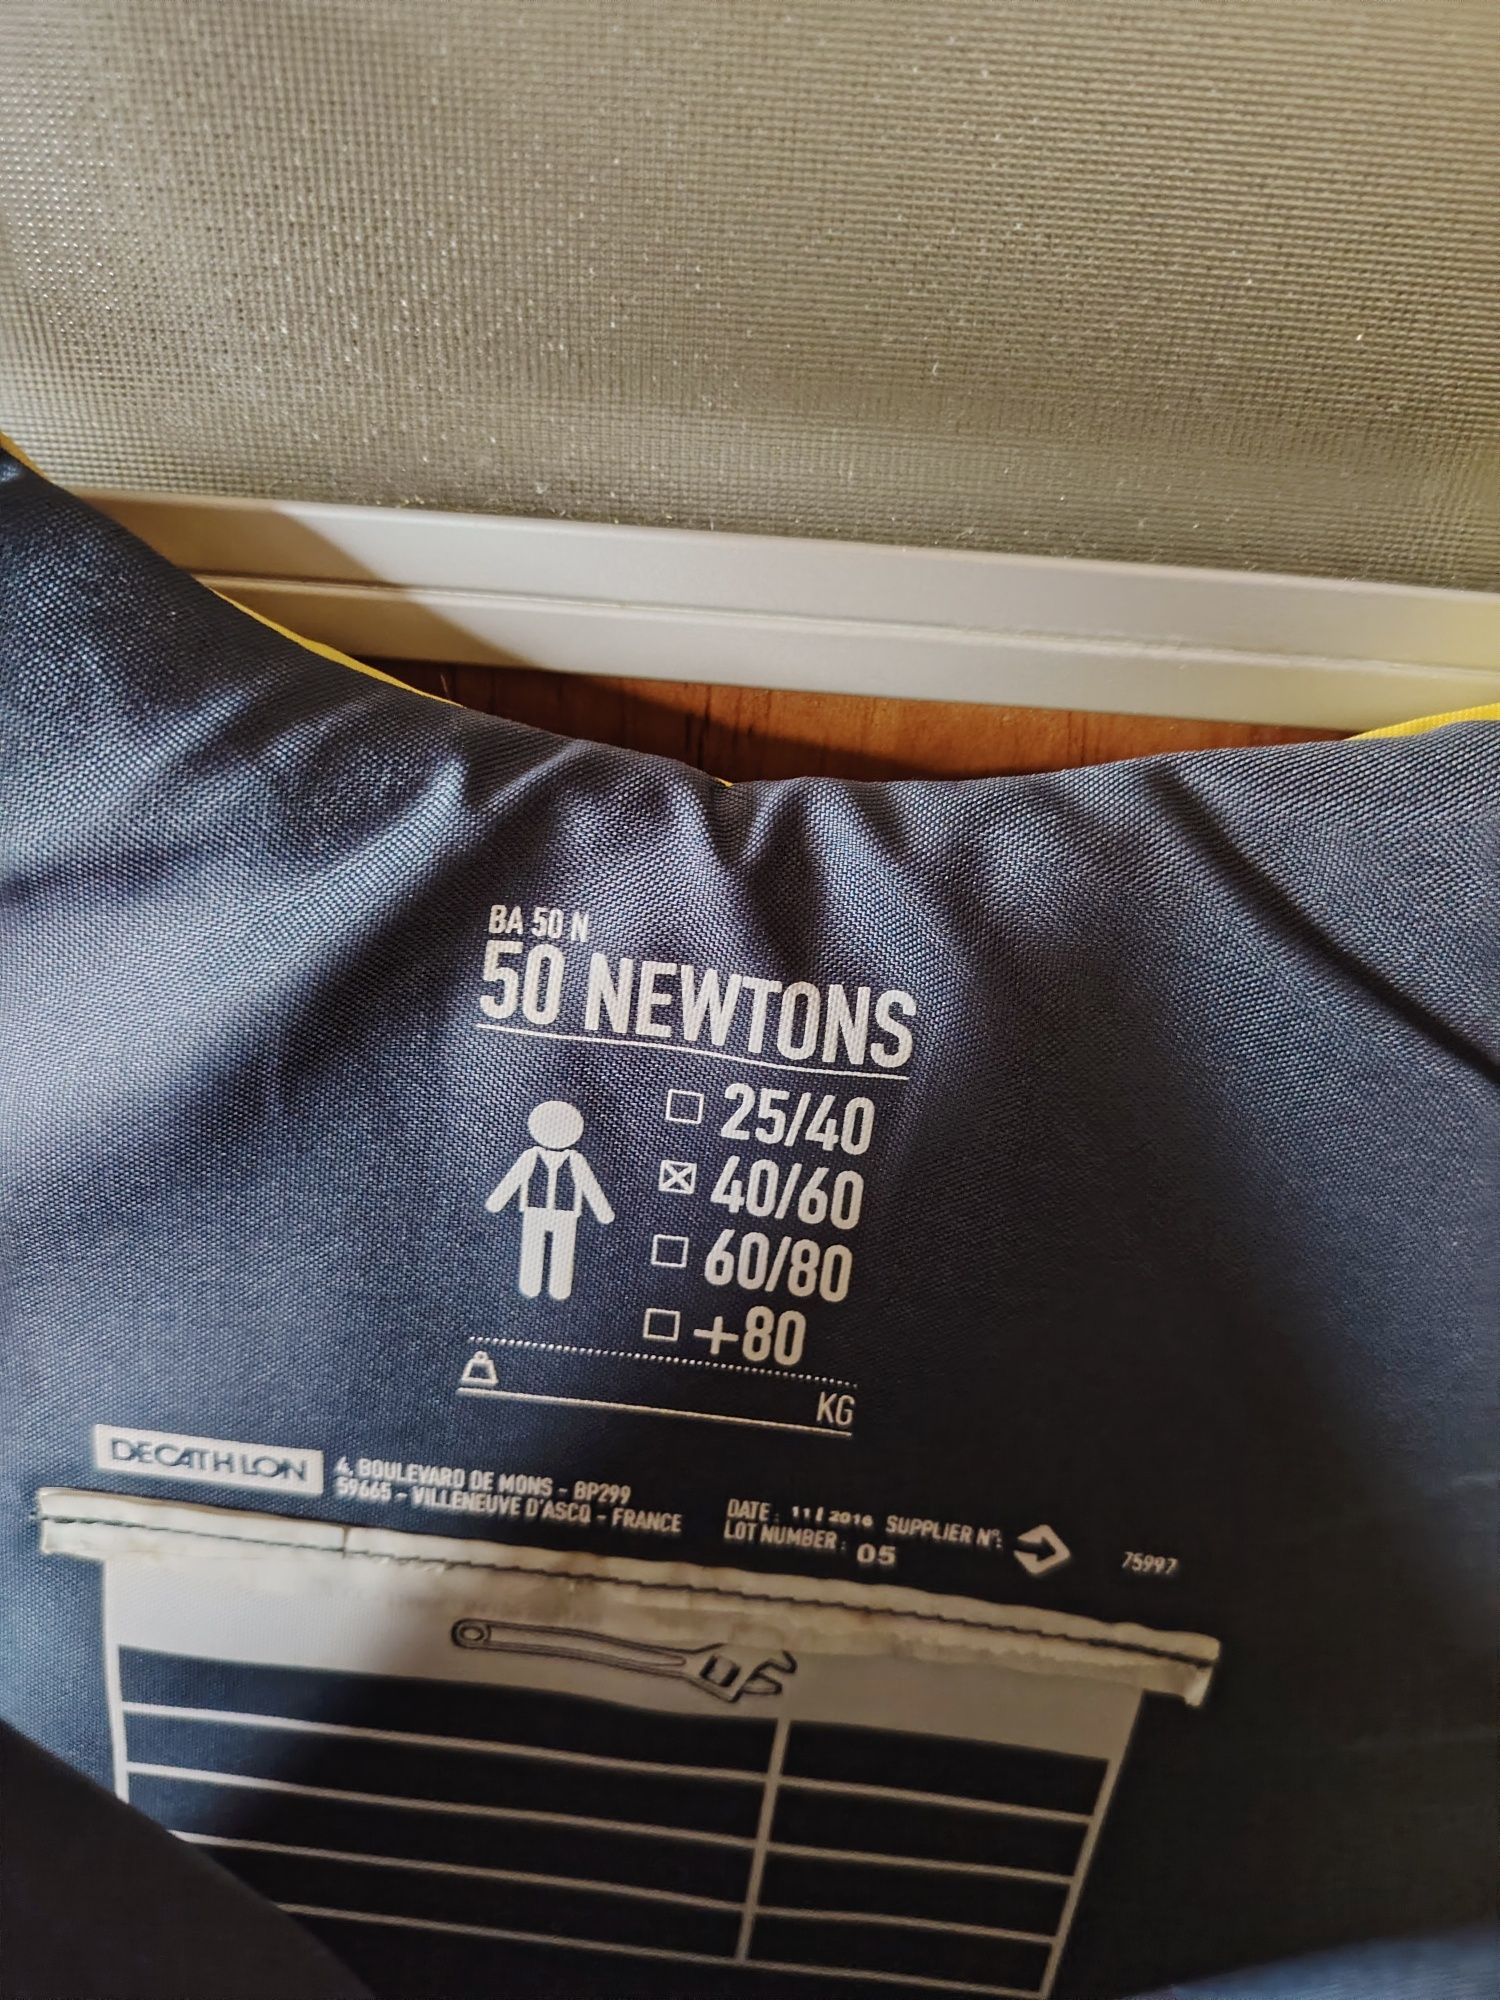 BA 50 N
50 NEWTONS
25/40
40/60
60/80
+80
KG
DECATHLON
4, BOULEVARD DE MONS - BP299
59665 - VILLENEUVE D'ASCQ - FRANCE
DATE : 11/2016 SUPPLIER N°:
LOT NUMBER : 05
75997